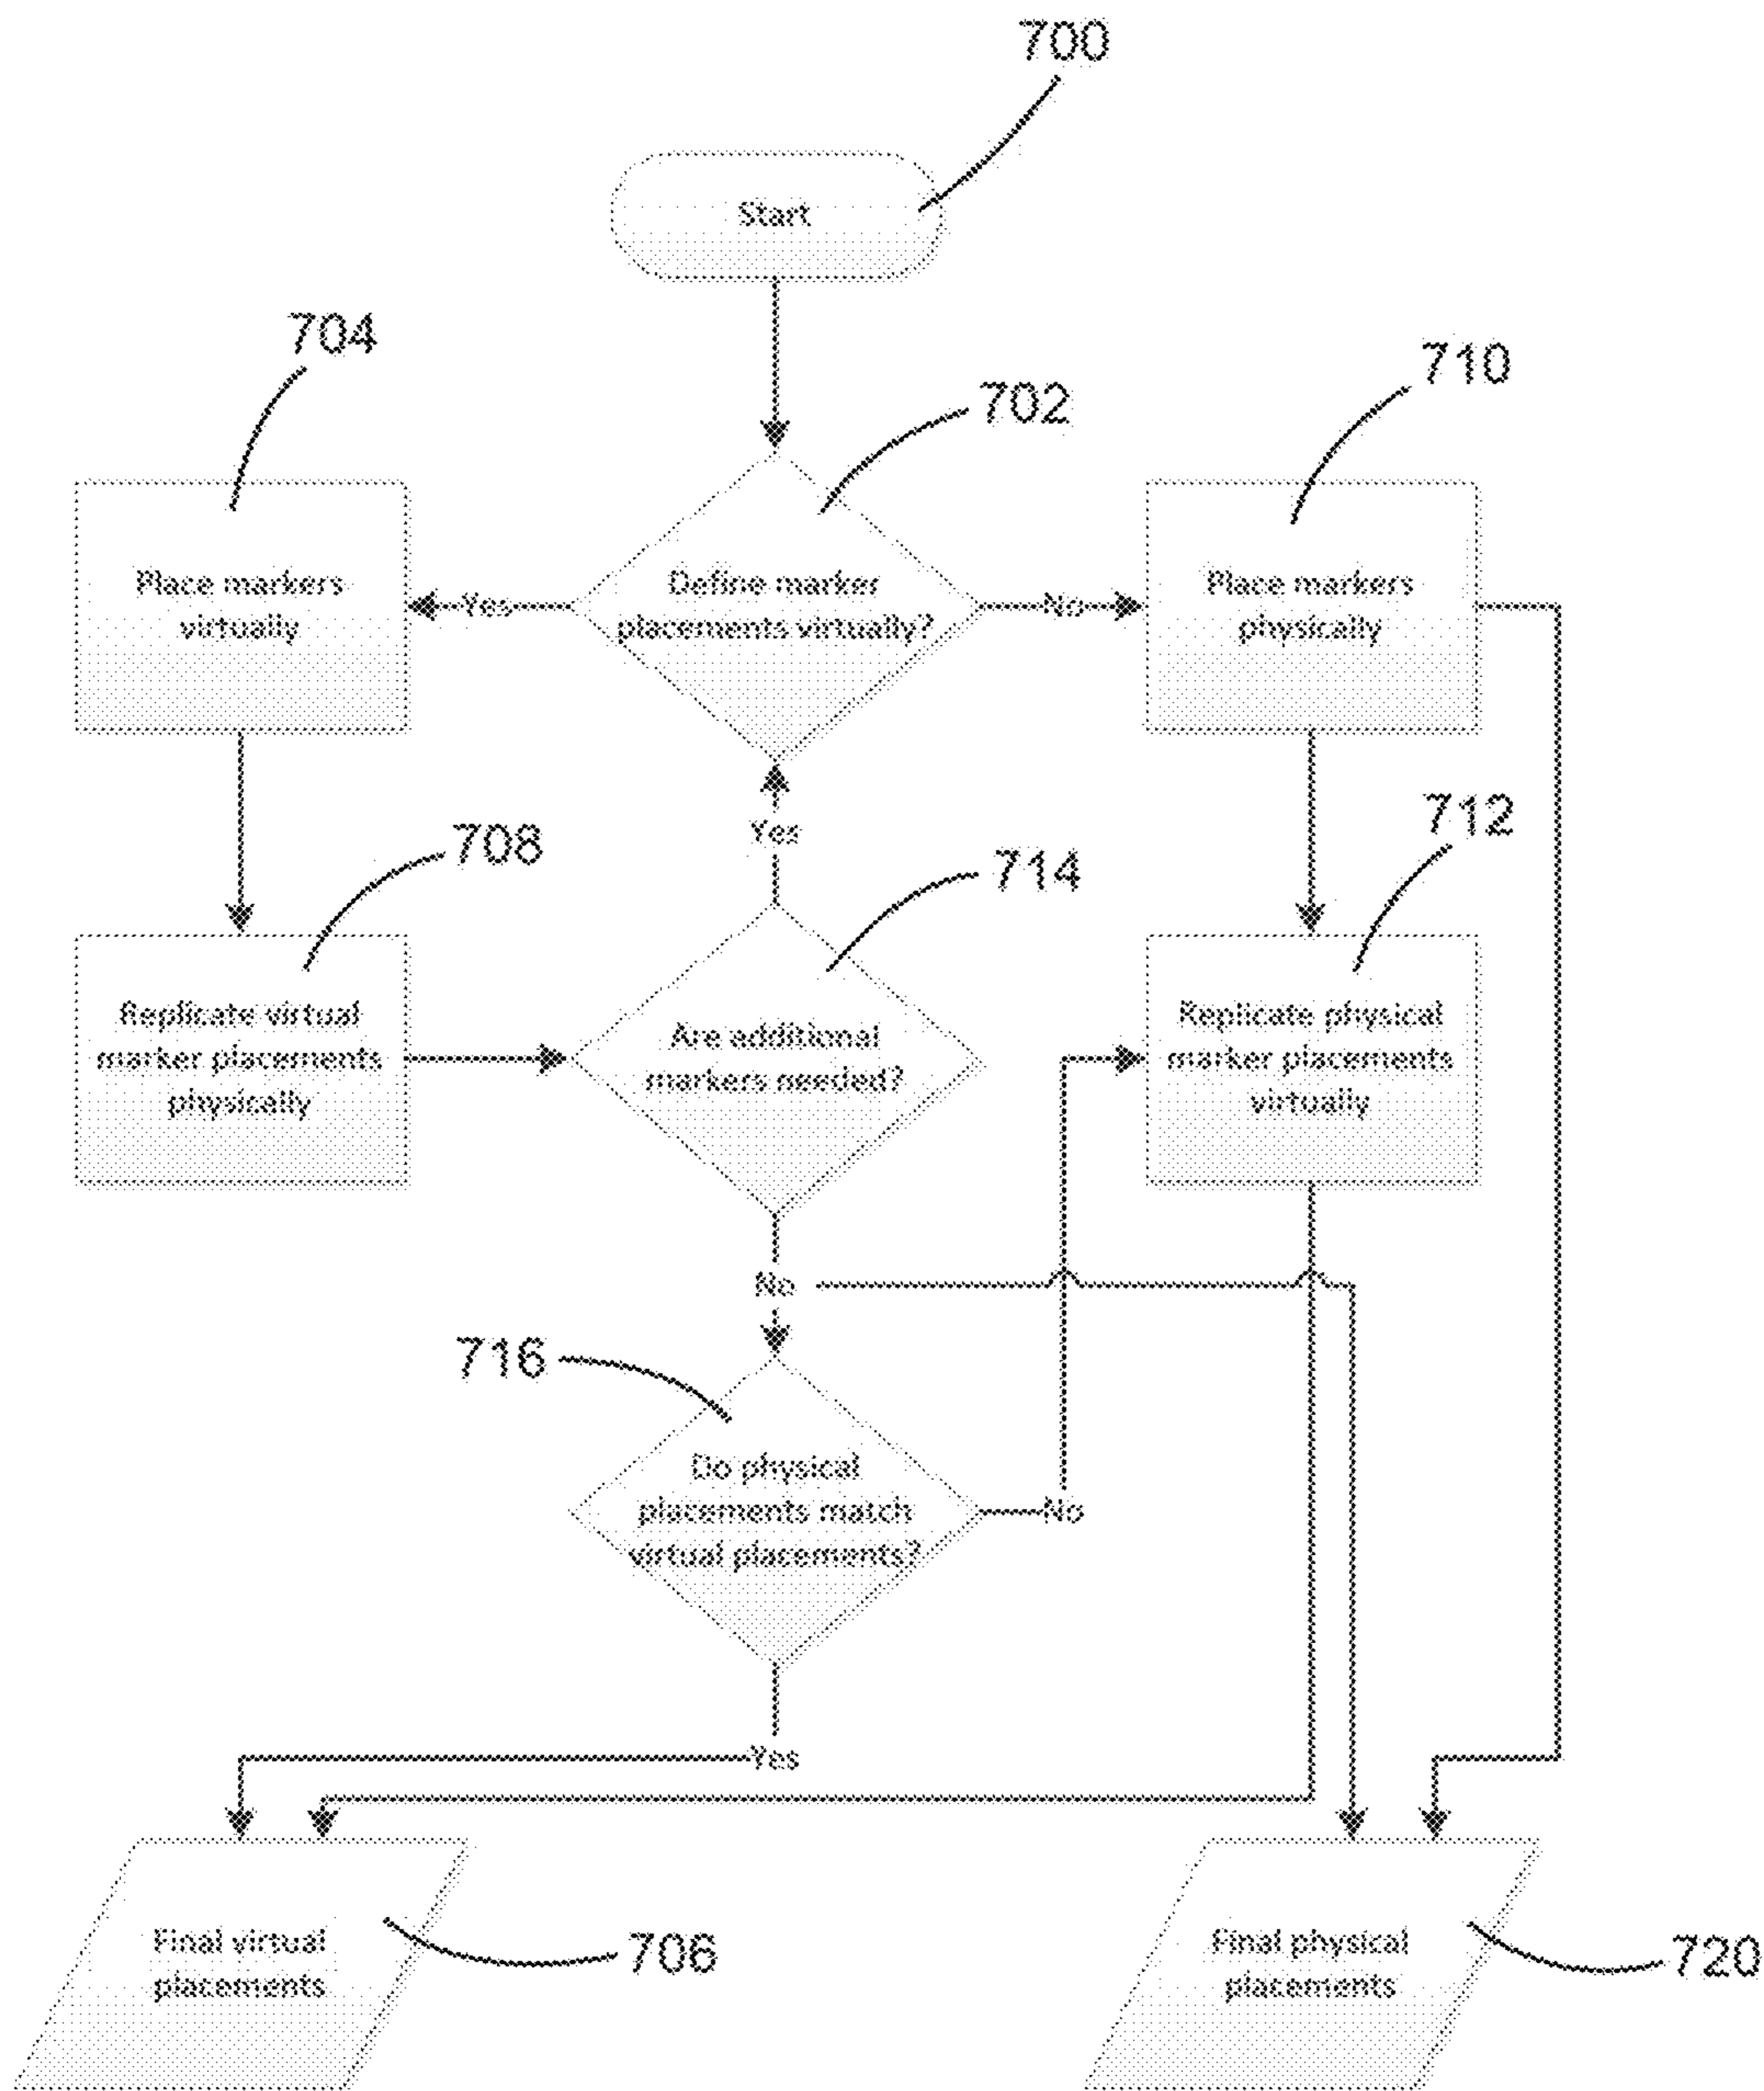 700
Start
704
702
710
Place markers
virtually
Yes
Define marker
placements virtually?
No
Place markers
physically
Yes
708
714
712
Replicate virtual
marker placements
physically
Are additional
markers needed?
Replicate physical
marker placements
virtually
No
716
Do physical
placements match
virtual placements?
No
Yes
Final virtual
placements
706
Final physical
placements
720